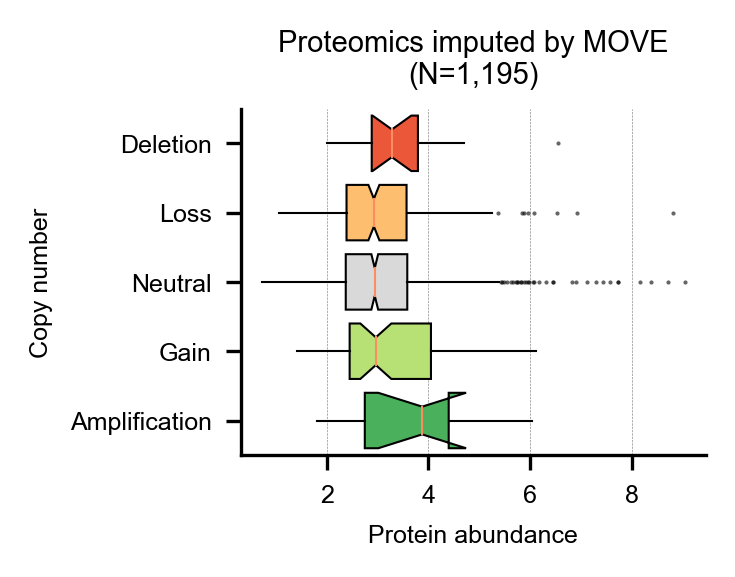 Proteomics imputed by MOVE
(N=1,195)
Copy number
Deletion
Loss
Neutral
Gain
Amplification
2 4 6 8
Protein abundance